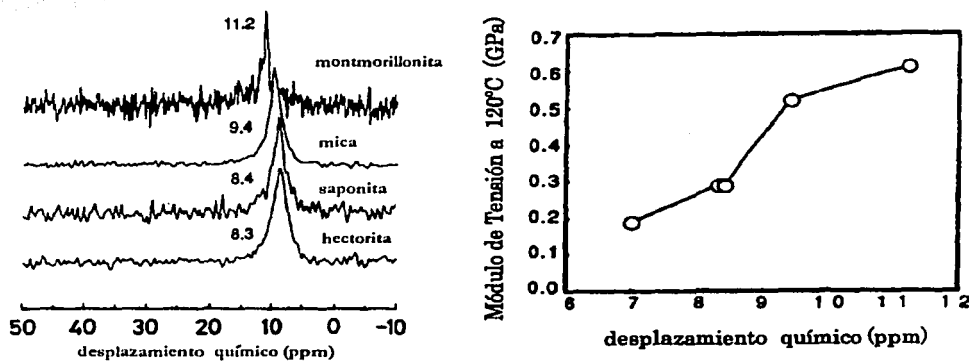 11.2
montmorillonita
9.4
mica
8.4
saponita
8.3
hectorita
50 40 30 20 10 0 -10
desplazamiento químico (ppm)
Módulo de Tensión a 120ºC (GPa)
0.7
0.6
0.5
0.4
0.3
0.2
0.1
0.0
6 7 8 9 10 11 12
desplazamiento químico (ppm)